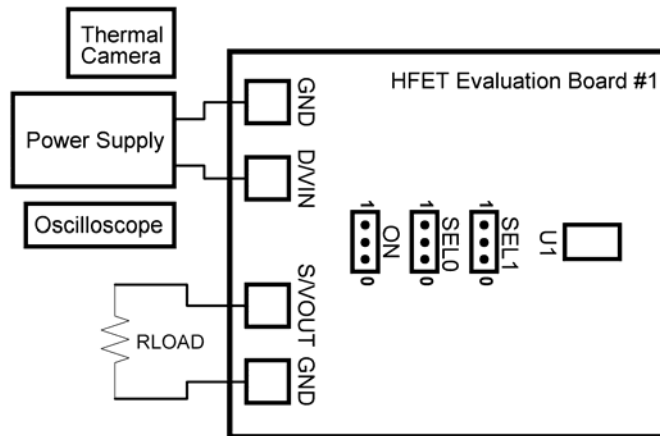 Thermal
Camera
HFET Evaluation Board #1
GND
Power Supply
D/VIN
Oscilloscope
1
1
1
ON
SEL0
SEL1
U1
0
0
0
S/VOUT
RLOAD
GND